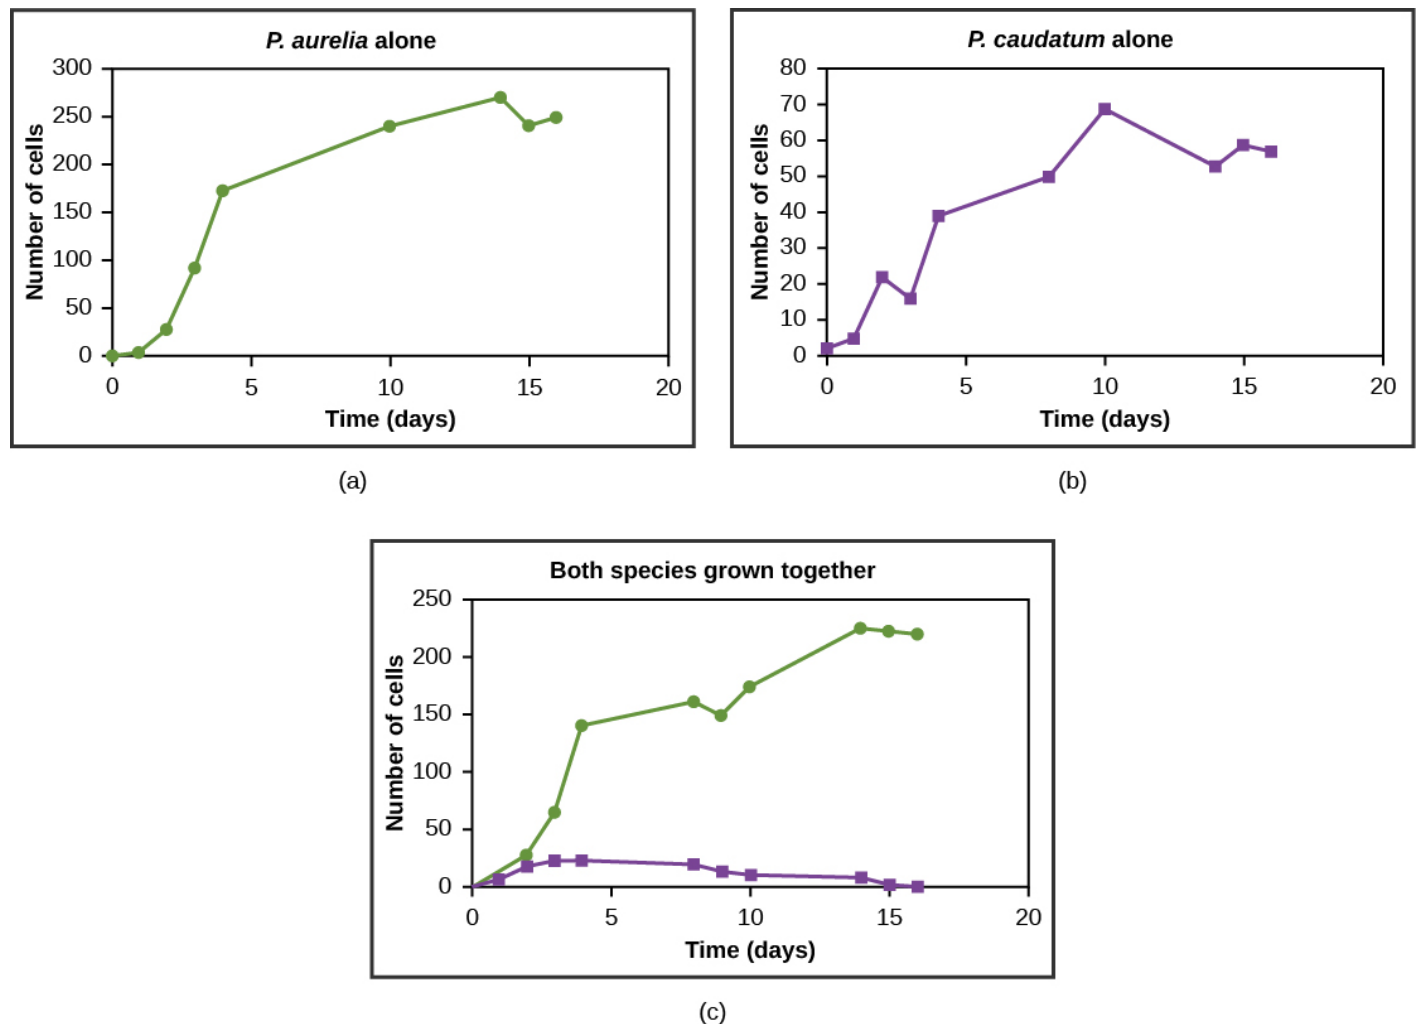 P. aurelia alone
300
250
200
150
100
50
0
Number of cells
0 5 10 15 20
Time (days)
(a)
P. caudatum alone
80
70
60
50
40
30
20
10
0
Number of cells
0 5 10 15 20
Time (days)
(b)
Both species grown together
250
200
150
100
50
0
Number of cells
0 5 10 15 20
Time (days)
(c)